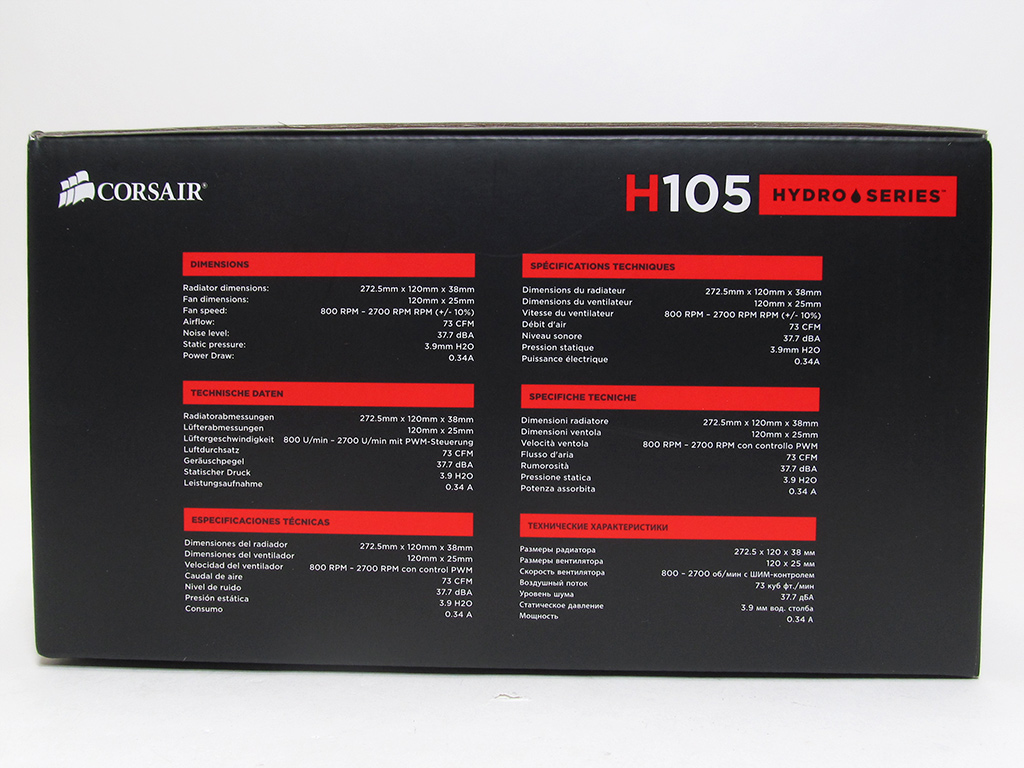 CORSAIR
H105 HYDRO SERIES™
DIMENSIONS
Radiator dimensions: 272.5mm x 120mm x 38mm
Fan dimensions: 120mm x 25mm
Fan speed: 800 RPM – 2700 RPM RPM (+/- 10%)
Airflow: 73 CFM
Noise level: 37.7 dBA
Static pressure: 3.9mm H2O
Power Draw: 0.34A
TECHNISCHE DATEN
Radiatorabmessungen 272.5mm x 120mm x 38mm
Lüfterabmessungen 120mm x 25mm
Lüftergeschwindigkeit 800 U/min – 2700 U/min mit PWM-Steuerung
Luftdurchsatz 73 CFM
Geräuschpegel 37.7 dBA
Statischer Druck 3.9 H2O
Leistungsaufnahme 0.34 A
ESPECIFICACIONES TÉCNICAS
Dimensiones del radiador 272.5mm x 120mm x 38mm
Dimensiones del ventilador 120mm x 25mm
Velocidad del ventilador 800 RPM – 2700 RPM con control PWM
Caudal de aire 73 CFM
Nivel de ruido 37.7 dBA
Presión estática 3.9 H2O
Consumo 0.34 A
SPÉCIFICATIONS TECHNIQUES
Dimensions du radiateur 272.5mm x 120mm x 38mm
Dimensions du ventilateur 120mm x 25mm
Vitesse du ventilateur 800 RPM – 2700 RPM RPM (+/- 10%)
Débit d'air 73 CFM
Niveau sonore 37.7 dBA
Pression statique 3.9mm H2O
Puissance électrique 0.34A
SPECIFICHE TECNICHE
Dimensioni radiatore 272.5mm x 120mm x 38mm
Dimensioni ventola 120mm x 25mm
Velocità ventola 800 RPM – 2700 RPM con controllo PWM
Flusso d'aria 73 CFM
Rumorosità 37.7 dBA
Pressione statica 3.9 H2O
Potenza assorbita 0.34 A
ТЕХНИЧЕСКИЕ ХАРАКТЕРИСТИКИ
Размеры радиатора 272.5 x 120 x 38 мм
Размеры вентилятора 120 x 25 мм
Скорость вентилятора 800 – 2700 об/мин с ШИМ-контролем
Воздушный поток 73 куб фт./мин
Уровень шума 37.7 дБА
Статическое давление 3.9 мм вод. столба
Мощность 0.34 A